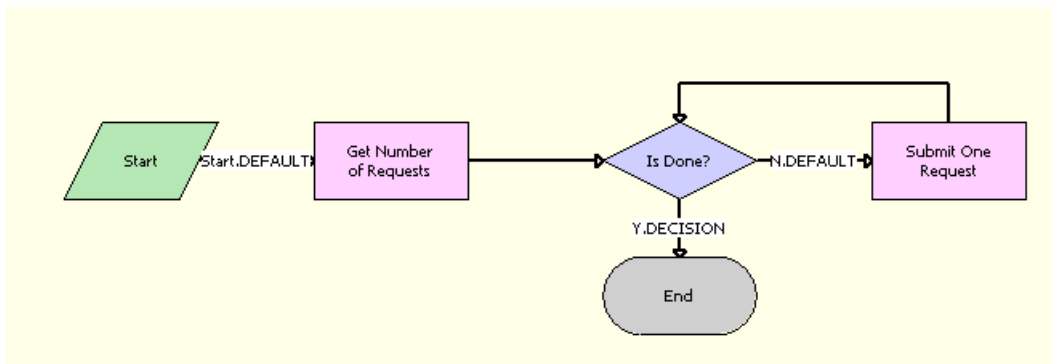 Start
Start.DEFAULT
Get Number
of Requests
Is Done?
N.DEFAULT
Submit One
Request
Y.DECISION
End